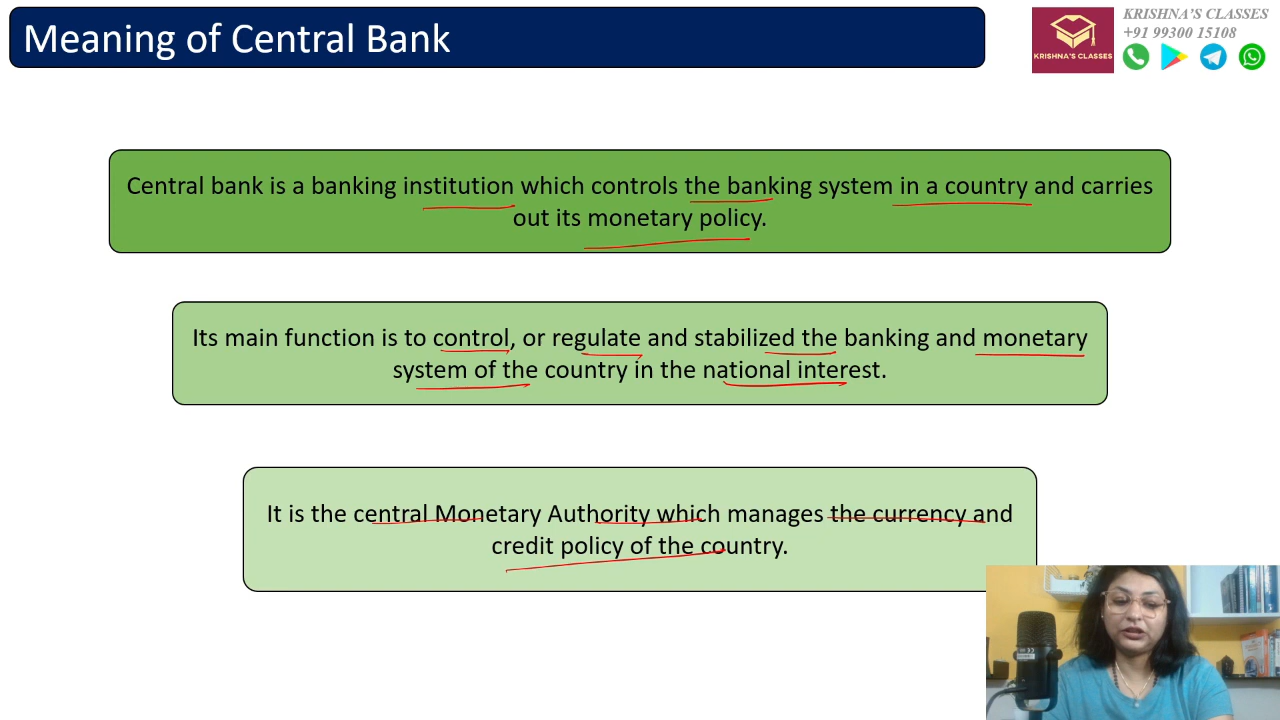 Meaning of Central Bank
KRISHNA'S CLASSES
+91 99300 15108
KRISHNA'S CLASSES
Central bank is a banking institution which controls the banking system in a country and carries
out its monetary policy.
Its main function is to control, or regulate and stabilized the banking and monetary
system of the country in the national interest.
It is the central Monetary Authority which manages the currency and
credit policy of the country.